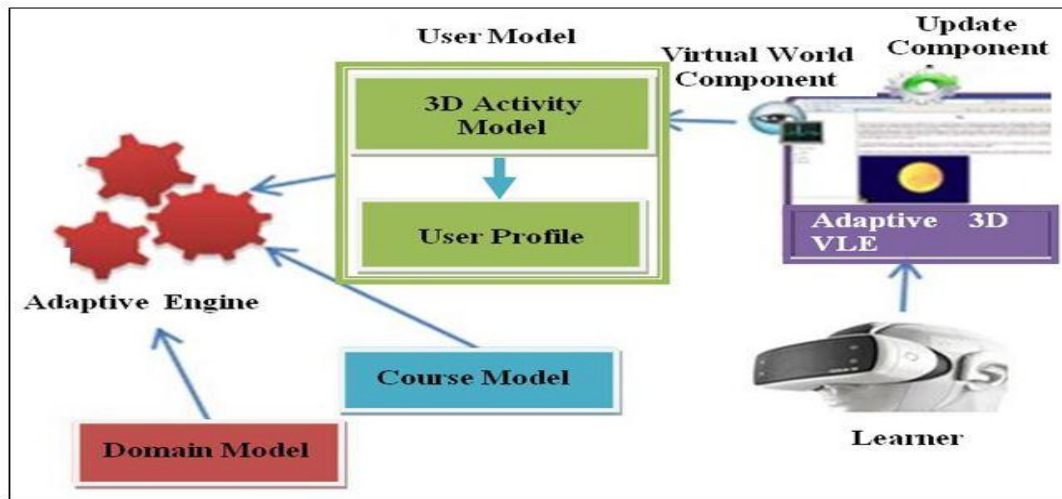 User Model
Update
Component
Virtual World
Component
3D Activity
Model
User Profile
Adaptive 3D
VLE
Adaptive Engine
Course Model
Domain Model
Learner